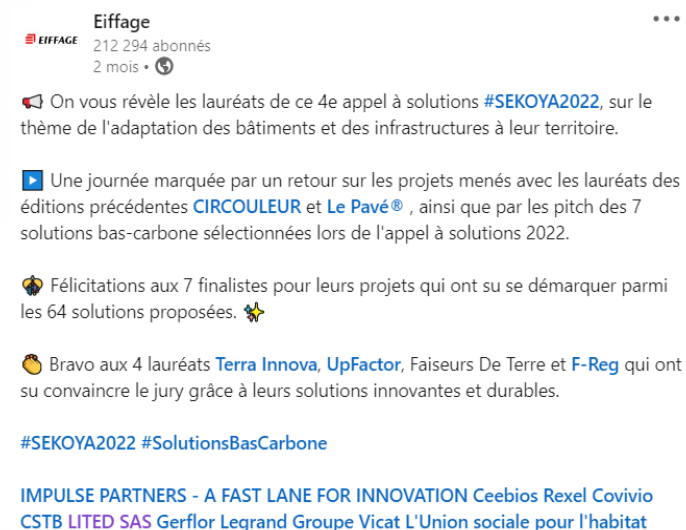 Eiffage
EIFFAGE
212 294 abonnés
2 mois •
On vous révèle les lauréats de ce 4e appel à solutions #SEKOYA2022, sur le
thème de l'adaptation des bâtiments et des infrastructures à leur territoire.
Une journée marquée par un retour sur les projets menés avec les lauréats des
éditions précédentes CIRCOULEUR et Le Pavé® , ainsi que par les pitch des 7
solutions bas-carbone sélectionnées lors de l'appel à solutions 2022.
Félicitations aux 7 finalistes pour leurs projets qui ont su se démarquer parmi
les 64 solutions proposées.
Bravo aux 4 lauréats Terra Innova, UpFactor, Faiseurs De Terre et F-Reg qui ont
su convaincre le jury grâce à leurs solutions innovantes et durables.
#SEKOYA2022 #SolutionsBasCarbone
IMPULSE PARTNERS - A FAST LANE FOR INNOVATION Ceebios Rexel Covivio
CSTB LITED SAS Gerflor Legrand Groupe Vicat L'Union sociale pour l'habitat